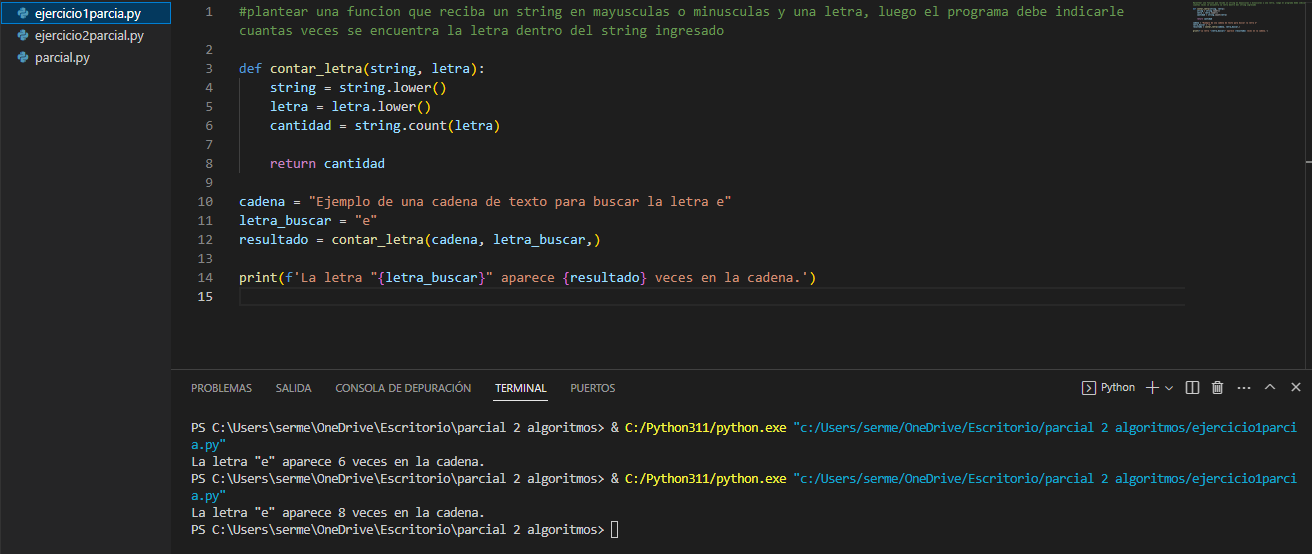 ejercicio1parcia.py
ejercicio2parcial.py
parcial.py
1 #plantear una funcion que reciba un string en mayusculas o minusculas y una letra, luego el programa debe indicarle
cuantas veces se encuentra la letra dentro del string ingresado
2
3 def contar_letra(string, letra):
4 string = string.lower()
5 letra = letra.lower()
6 cantidad = string.count(letra)
7
8 return cantidad
9
10 cadena = "Ejemplo de una cadena de texto para buscar la letra e"
11 letra_buscar = "e"
12 resultado = contar_letra(cadena, letra_buscar,)
13
14 print(f'La letra "{letra_buscar}" aparece {resultado} veces en la cadena.')
15
PROBLEMAS SALIDA CONSOLA DE DEPURACIÓN TERMINAL PUERTOS Python
PS C:\Users\serme\OneDrive\Escritorio\parcial 2 algoritmos> & C:/Python311/python.exe "c:/Users/serme/OneDrive/Escritorio/parcial 2 algoritmos/ejercicio1parci
a.py"
La letra "e" aparece 6 veces en la cadena.
PS C:\Users\serme\OneDrive\Escritorio\parcial 2 algoritmos> & C:/Python311/python.exe "c:/Users/serme/OneDrive/Escritorio/parcial 2 algoritmos/ejercicio1parci
a.py"
La letra "e" aparece 8 veces en la cadena.
PS C:\Users\serme\OneDrive\Escritorio\parcial 2 algoritmos>